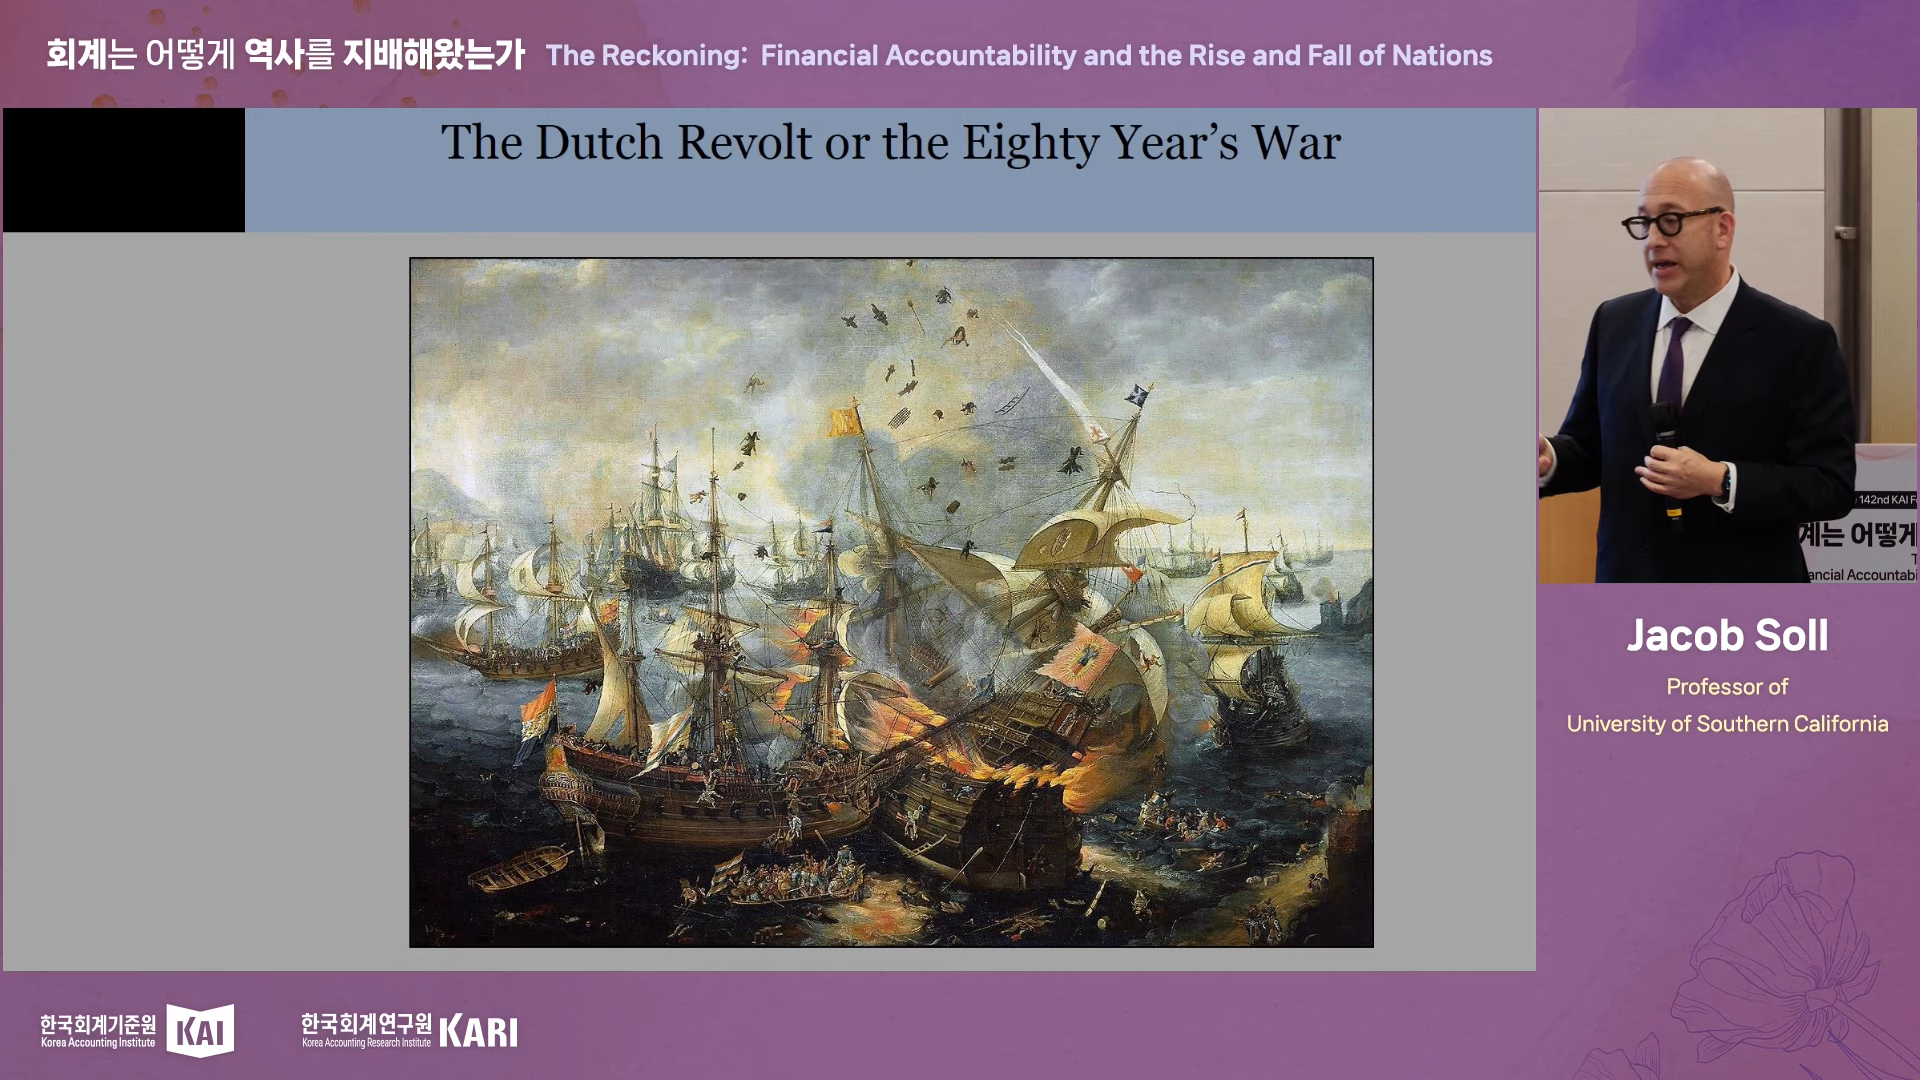 회계는 어떻게 역사를 지배해왔는가 The Reckoning: Financial Accountability and the Rise and Fall of Nations
The Dutch Revolt or the Eighty Year’s War
142nd KAI F
계는 어떻게
T
ancial Accountabi
Jacob Soll
Professor of
University of Southern California
한국회계기준원 KAI
Korea Accounting Institute
한국회계연구원 KARI
Korea Accounting Research Institute